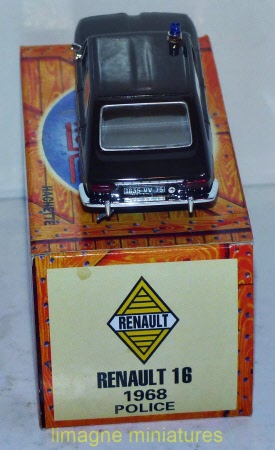 HACHETTE
RENAULT
RENAULT 16
1968
POLICE
limagne miniatures